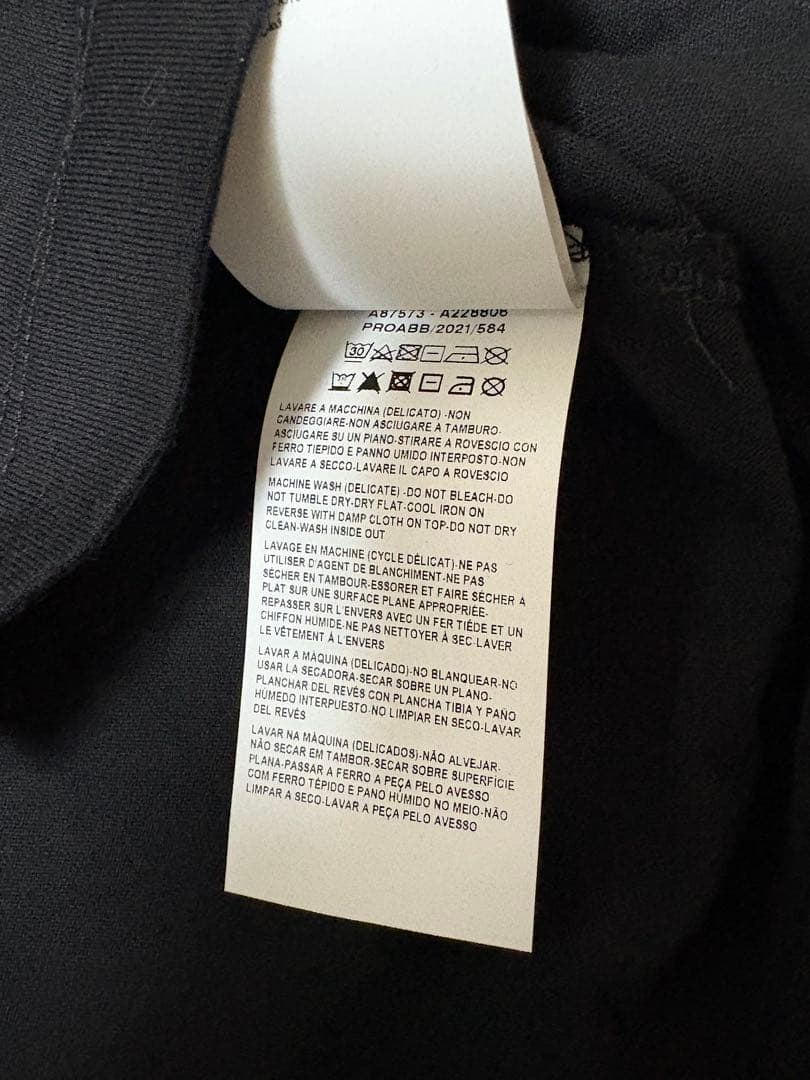 A87573 - A228806
PROABB/2021/584
30
LAVARE A MACCHINA (DELICATO) -NON
CANDEGGIARE-NON ASCIUGARE A TAMBURO-
ASCIUGARE SU UN PIANO-STIRARE A ROVESCIO CON
FERRO TIEPIDO E PANNO UMIDO INTERPOSTO-NON
LAVARE A SECCO-LAVARE IL CAPO A ROVESCIO
MACHINE WASH (DELICATE) -DO NOT BLEACH-DO
NOT TUMBLE DRY-DRY FLAT-COOL IRON ON
REVERSE WITH DAMP CLOTH ON TOP-DO NOT DRY
CLEAN-WASH INSIDE OUT
LAVAGE EN MACHINE (CYCLE DÉLICAT)-NE PAS
UTILISER D'AGENT DE BLANCHIMENT-NE PAS
SÉCHER EN TAMBOUR-ESSORER ET FAIRE SÉCHER À
PLAT SUR UNE SURFACE PLANE APPROPRIÉE-
REPASSER SUR L'ENVERS AVEC UN FER TIÈDE ET UN
CHIFFON HUMIDE-NE PAS NETTOYER À SEC-LAVER
LE VÊTEMENT À L'ENVERS
LAVAR A MÁQUINA (DELICADO)-NO BLANQUEAR-NO
USAR LA SECADORA-SECAR SOBRE UN PLANO-
PLANCHAR DEL REVÉS CON PLANCHA TIBIA Y PAÑO
HÚMEDO INTERPUESTO-NO LIMPIAR EN SECO-LAVAR
DEL REVÉS
LAVAR NA MÁQUINA (DELICADOS)-NÃO ALVEJAR-
NÃO SECAR EM TAMBOR-SECAR SOBRE SUPERFÍCIE
PLANA-PASSAR A FERRO A PEÇA PELO AVESSO
COM FERRO TÉPIDO E PANO HÚMIDO NO MEIO-NÃO
LIMPAR A SECO-LAVAR A PEÇA PELO AVESSO